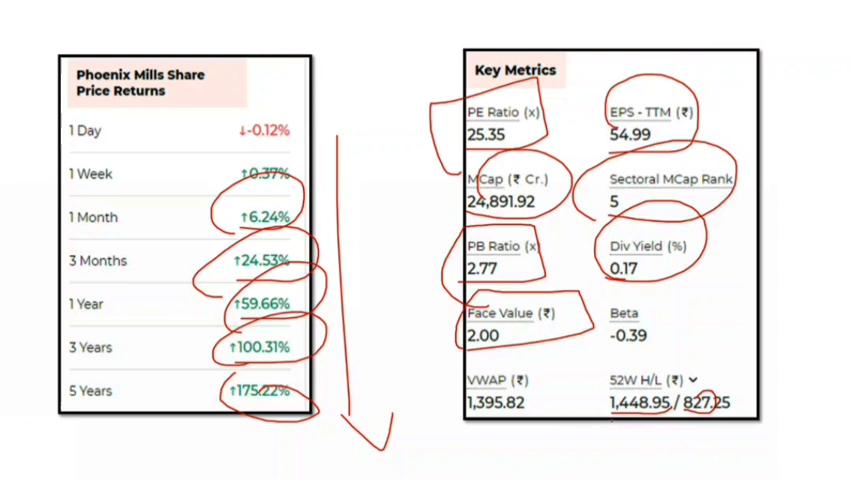 Phoenix Mills Share
Price Returns
1 Day ↓-0.12%
1 Week ↑0.37%
1 Month ↑6.24%
3 Months ↑24.53%
1 Year ↑59.66%
3 Years ↑100.31%
5 Years ↑175.22%
Key Metrics
PE Ratio (x) EPS - TTM (₹)
25.35 54.99
MCap (₹ Cr.) Sectoral MCap Rank
24,891.92 5
PB Ratio (x) Div Yield (%)
2.77 0.17
Face Value (₹) Beta
2.00 -0.39
VWAP (₹) 52W H/L (₹)
1,395.82 1,448.95 / 827.25